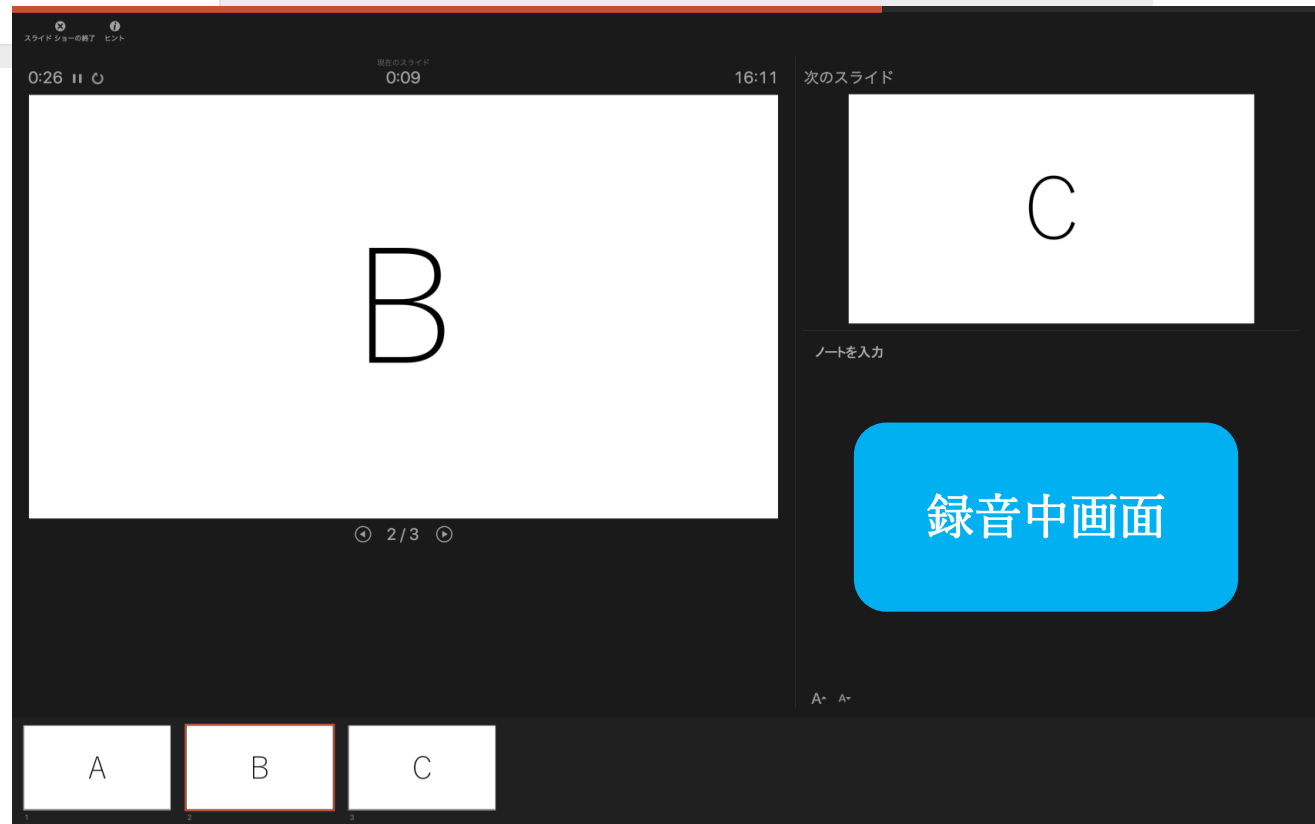 スライド ショーの終了 ヒント
現在のスライド
0:26 0:09 16:11
次のスライド
B
C
2/3
ノートを入力
録音中画面
A A
A B C
1 2 3